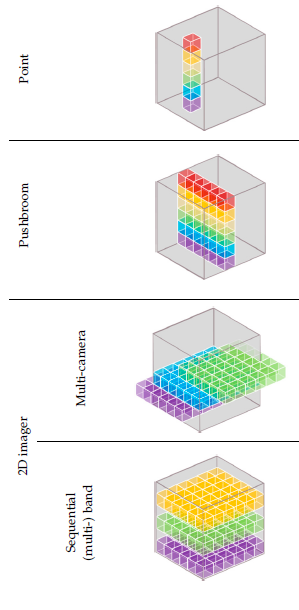 Point
Pushbroom
2D imager
Multi-camera
Sequential
(multi-) band